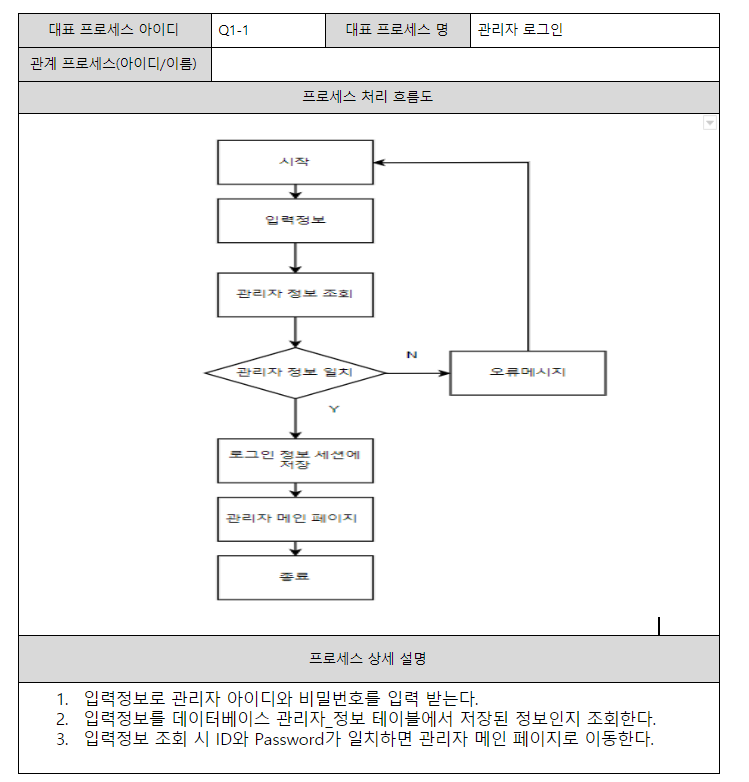 대표 프로세스 아이디 Q1-1 대표 프로세스 명 관리자 로그인
관계 프로세스(아이디/이름)
프로세스 처리 흐름도
시작
입력정보
관리자 정보 조회
N
관리자 정보 일치 오류메시지
Y
로그인 정보 세션에
저장
관리자 메인 페이지
종료
프로세스 상세 설명
1. 입력정보로 관리자 아이디와 비밀번호를 입력 받는다.
2. 입력정보를 데이터베이스 관리자_정보 테이블에서 저장된 정보인지 조회한다.
3. 입력정보 조회 시 ID와 Password가 일치하면 관리자 메인 페이지로 이동한다.